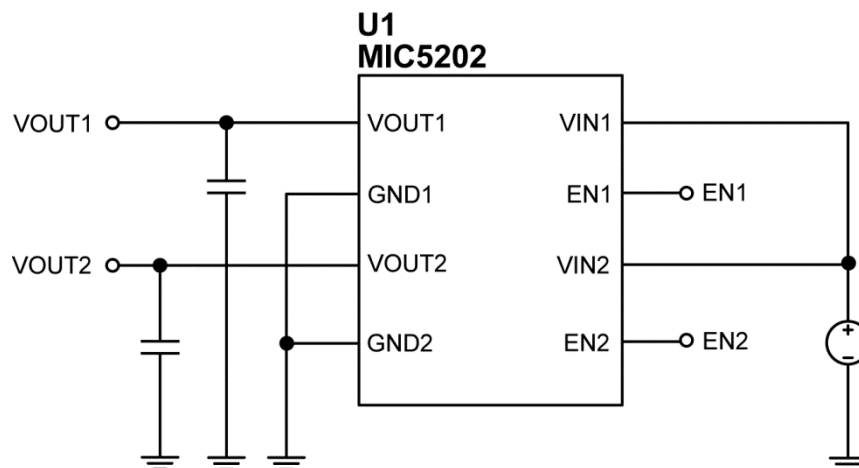 U1
MIC5202
VOUT1 VOUT1 VIN1
GND1 EN1 EN1
VOUT2 VOUT2 VIN2
GND2 EN2 EN2
+
−